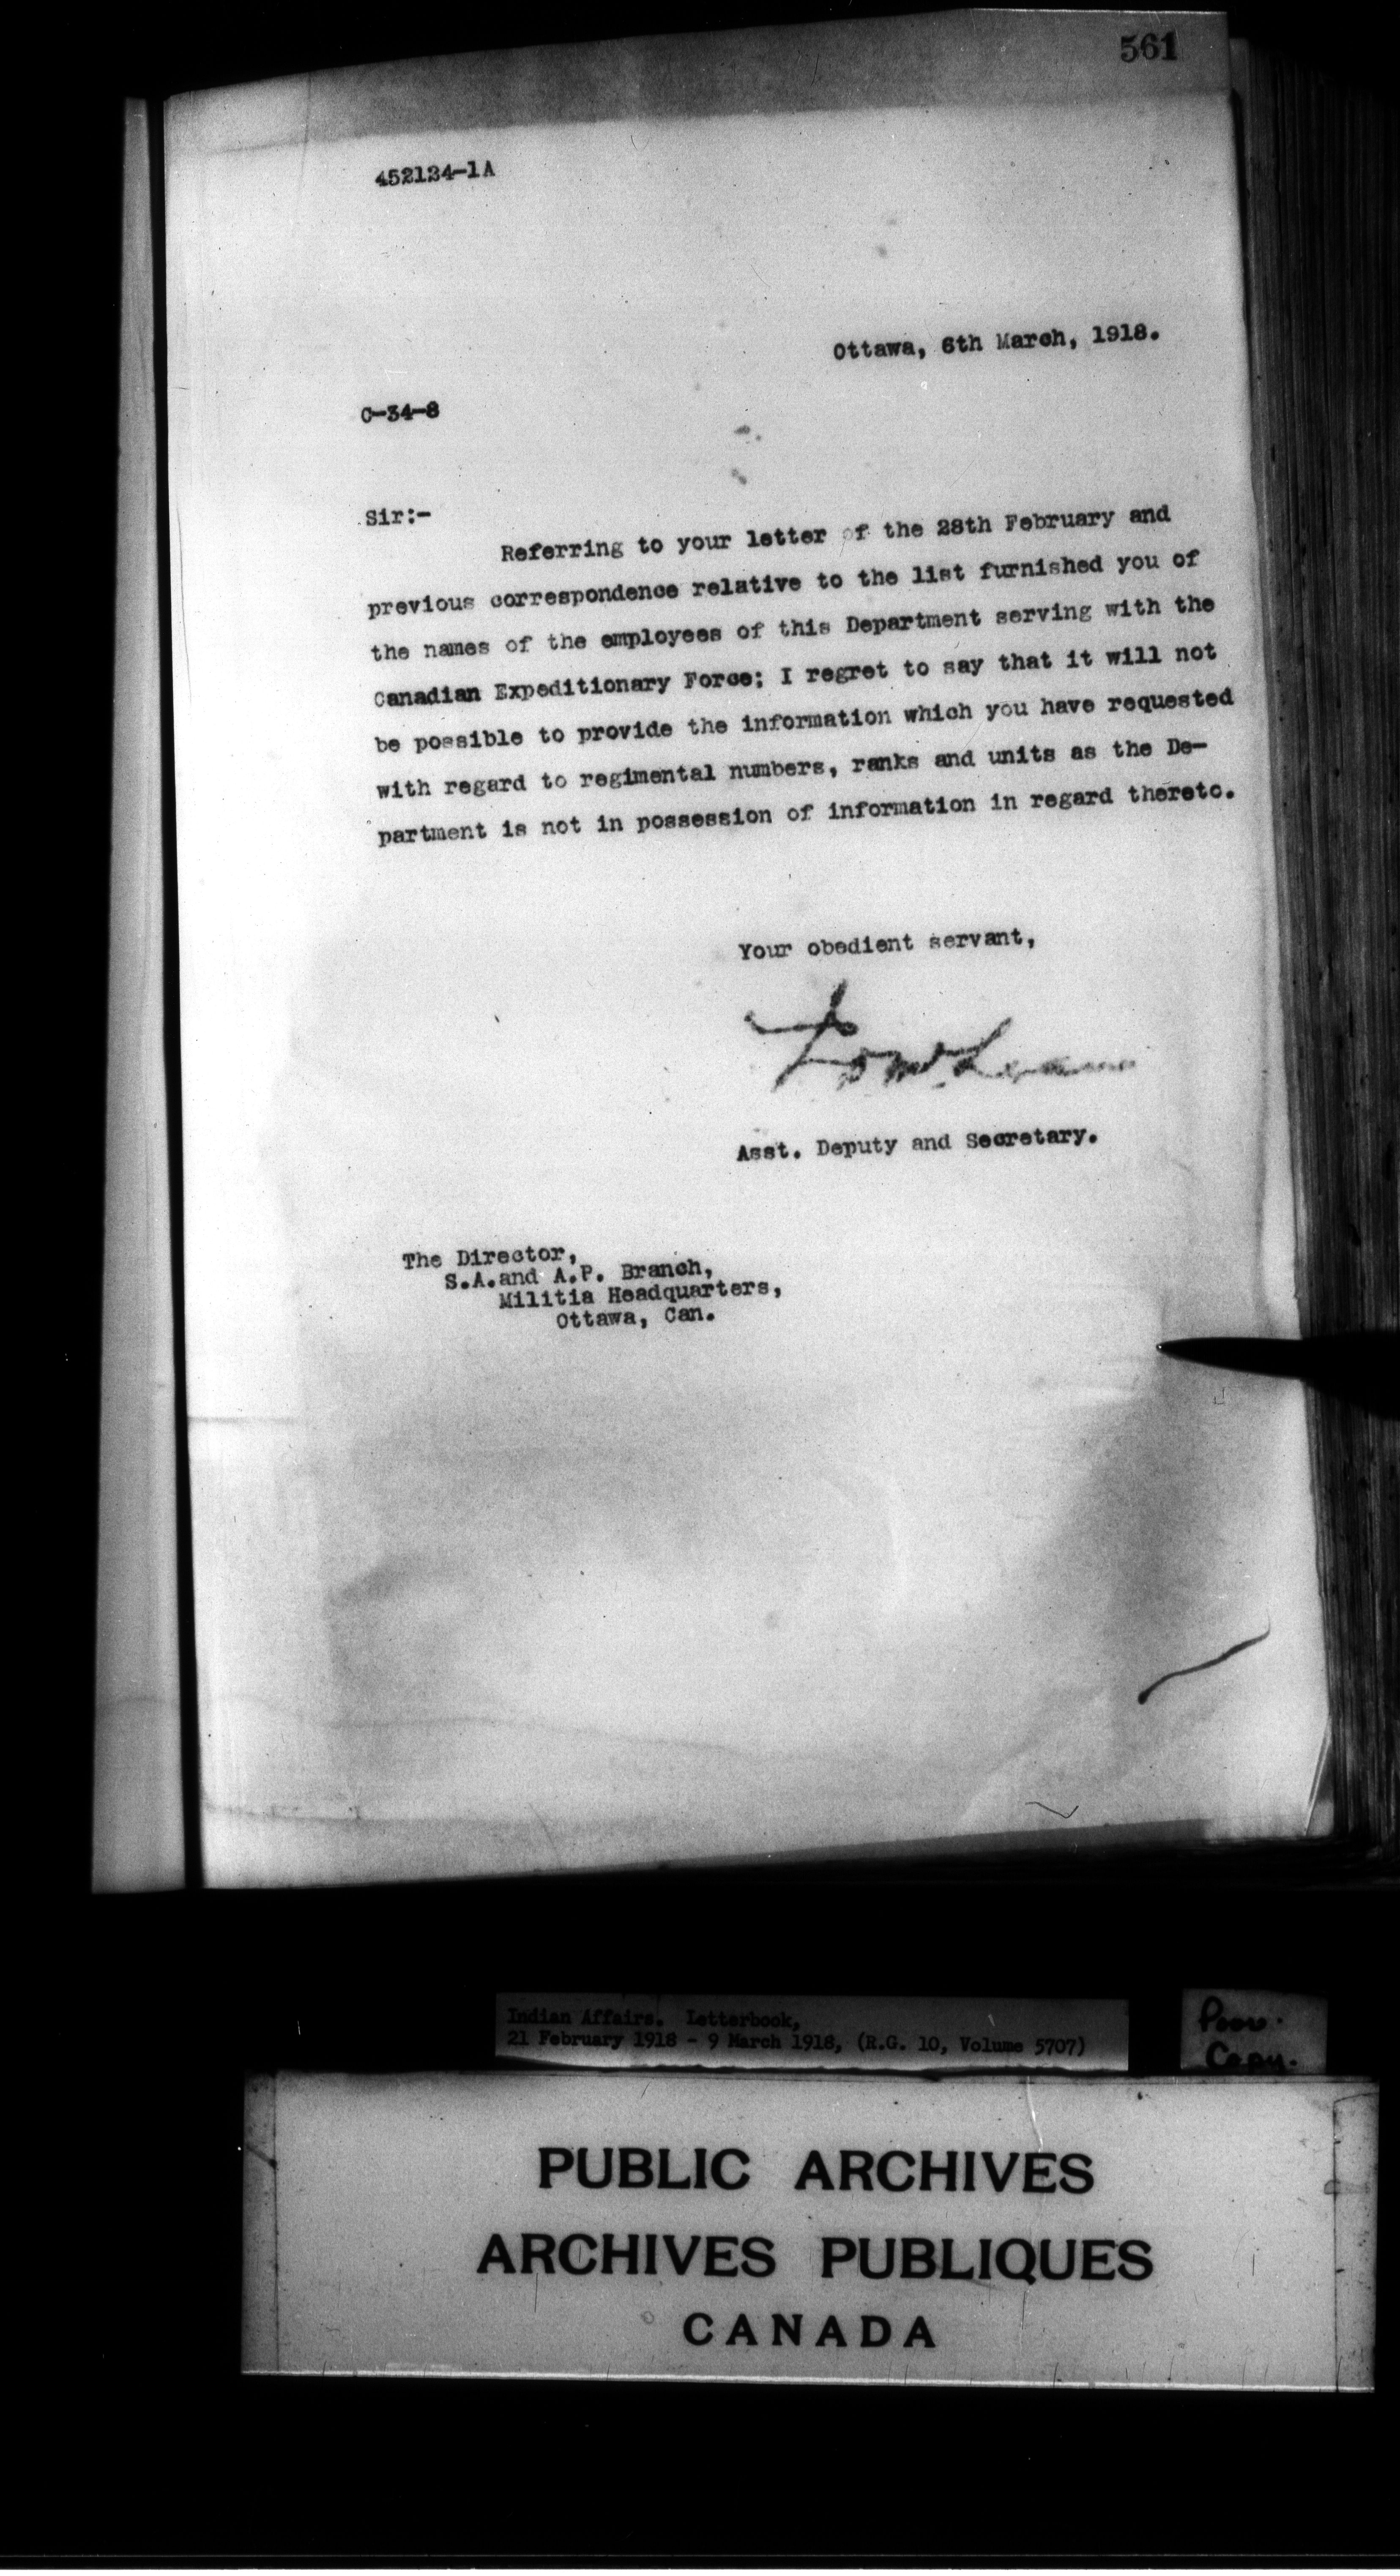 561
452124-1A
Ottawa, 6th March, 1918.
C-34-8
Sir:-
Referring to your letter of the 28th February and
previous correspondence relative to the list furnished you of
the names of the employees of this Department serving with the
Canadian Expeditionary Force; I regret to say that it will not
be possible to provide the information which you have requested
with regard to regimental numbers, ranks and units as the De-
partment is not in possession of information in regard thereto.
Your obedient servant,
Asst. Deputy and Secretary.
The Director,
S.A.and A.P. Branch,
Militia Headquarters,
Ottawa, Can.
Indian Affairs. Letterbook,
21 February 1918 - 9 March 1918, (R.G. 10, Volume 5707)
Poor
Copy.
PUBLIC ARCHIVES
ARCHIVES PUBLIQUES
CANADA